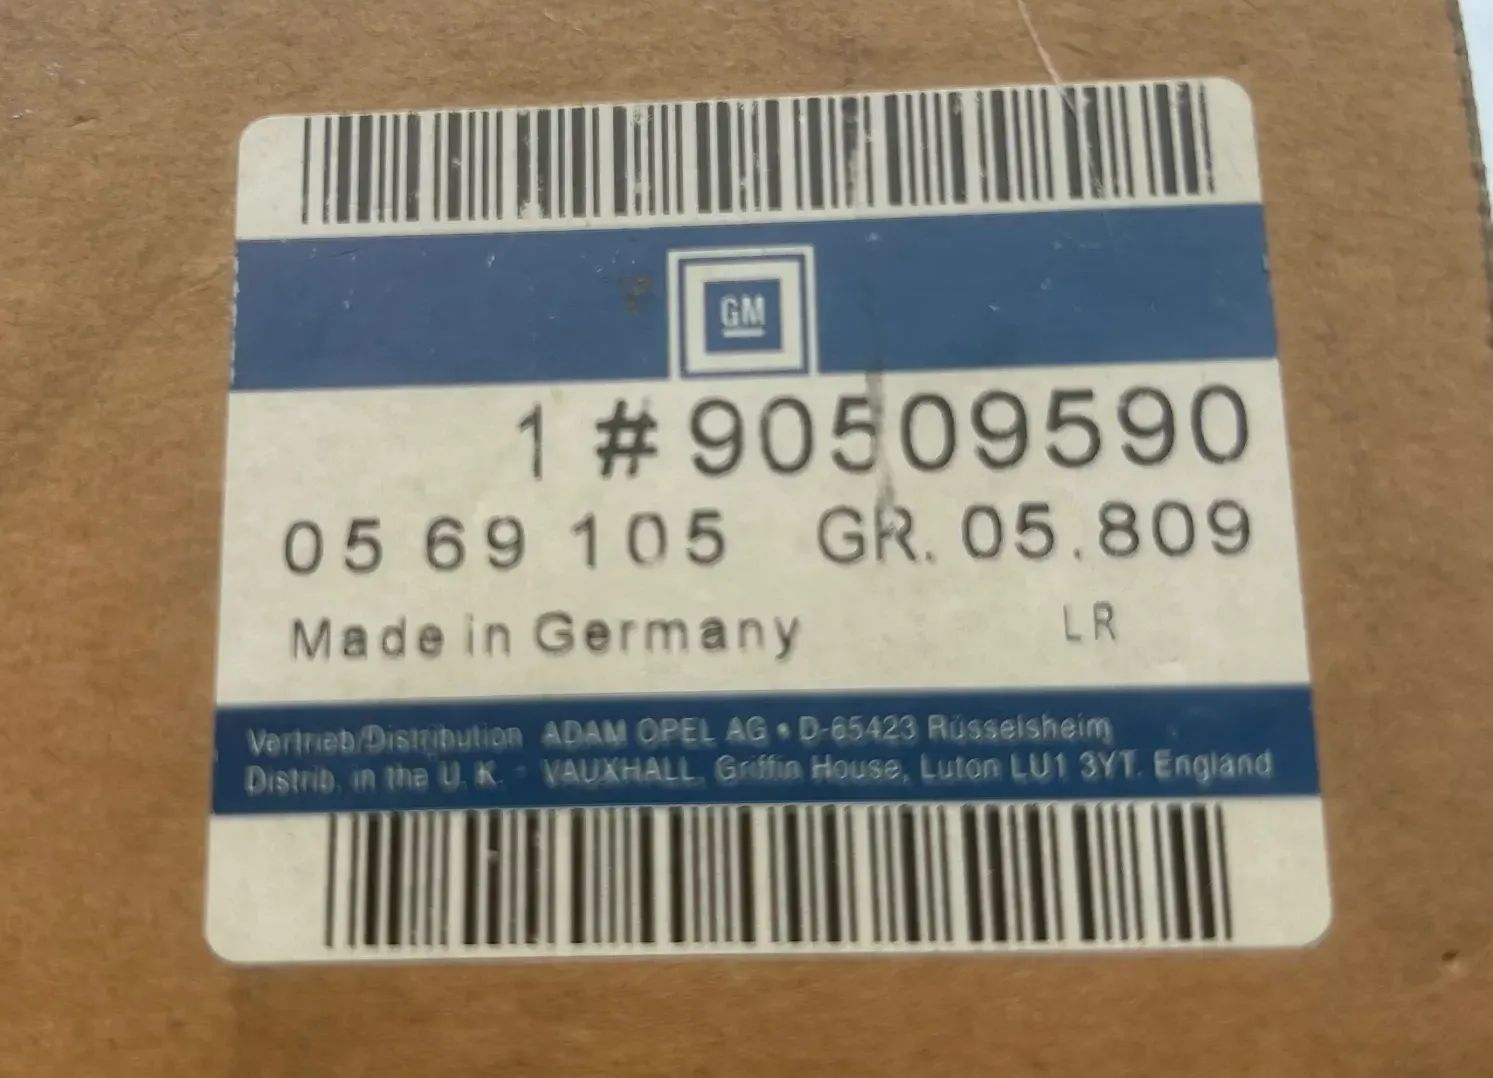 GM
1 # 90509590
05 69 105 GR. 05.809
Made in Germany LR
Vertrieb/Distribution ADAM OPEL AG • D-65423 Rüsselsheim
Distrib. in the U. K. - VAUXHALL, Griffin House, Luton LU1 3YT. England